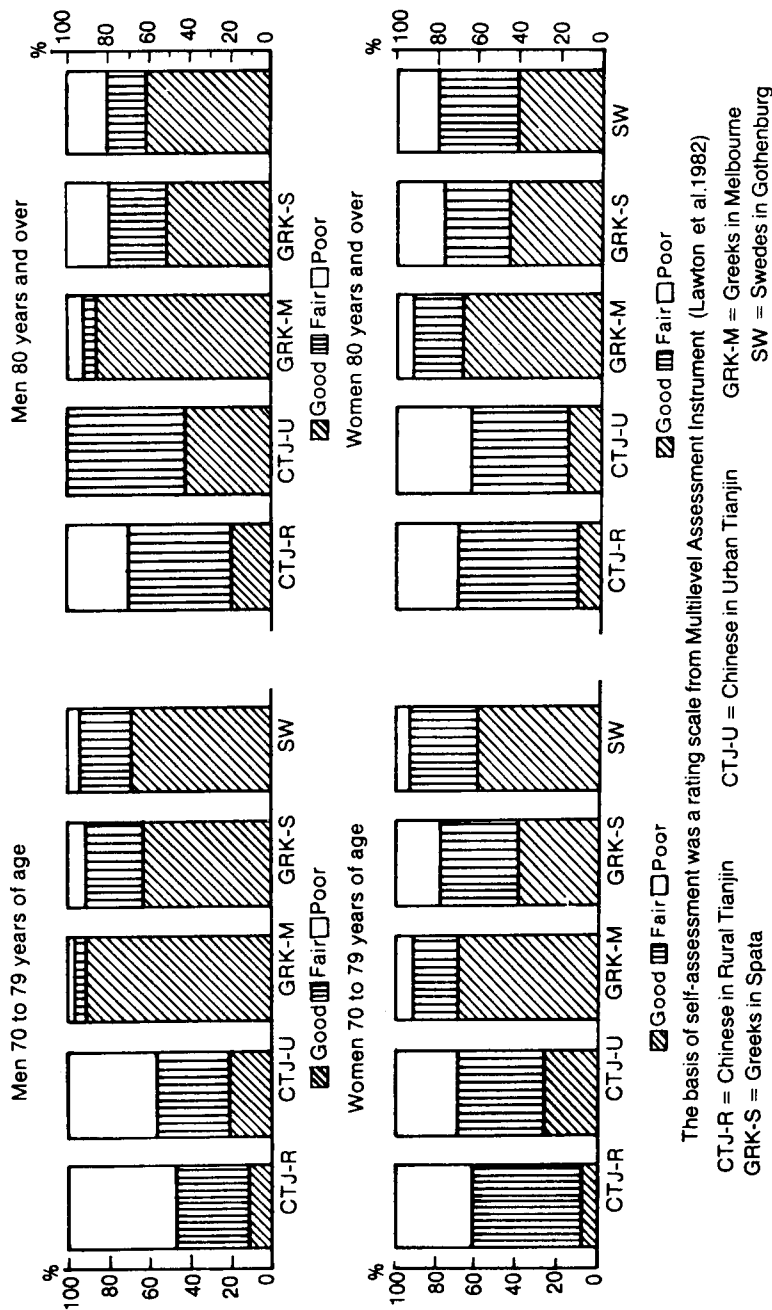 Men 70 to 79 years of age
%
100
80
60
40
20
0
CTJ-R CTJ-U GRK-M GRK-S SW
Good Fair Poor
Men 80 years and over
%
100
80
60
40
20
0
CTJ-R CTJ-U GRK-M GRK-S
Good Fair Poor
Women 70 to 79 years of age
%
100
80
60
40
20
0
CTJ-R CTJ-U GRK-M GRK-S SW
Good Fair Poor
Women 80 years and over
%
100
80
60
40
20
0
CTJ-R CTJ-U GRK-M GRK-S SW
Good Fair Poor
The basis of self-assessment was a rating scale from Multilevel Assessment Instrument (Lawton et al.1982)
CTJ-R = Chinese in Rural Tianjin CTJ-U = Chinese in Urban Tianjin GRK-M = Greeks in Melbourne
GRK-S = Greeks in Spata SW = Swedes in Gothenburg